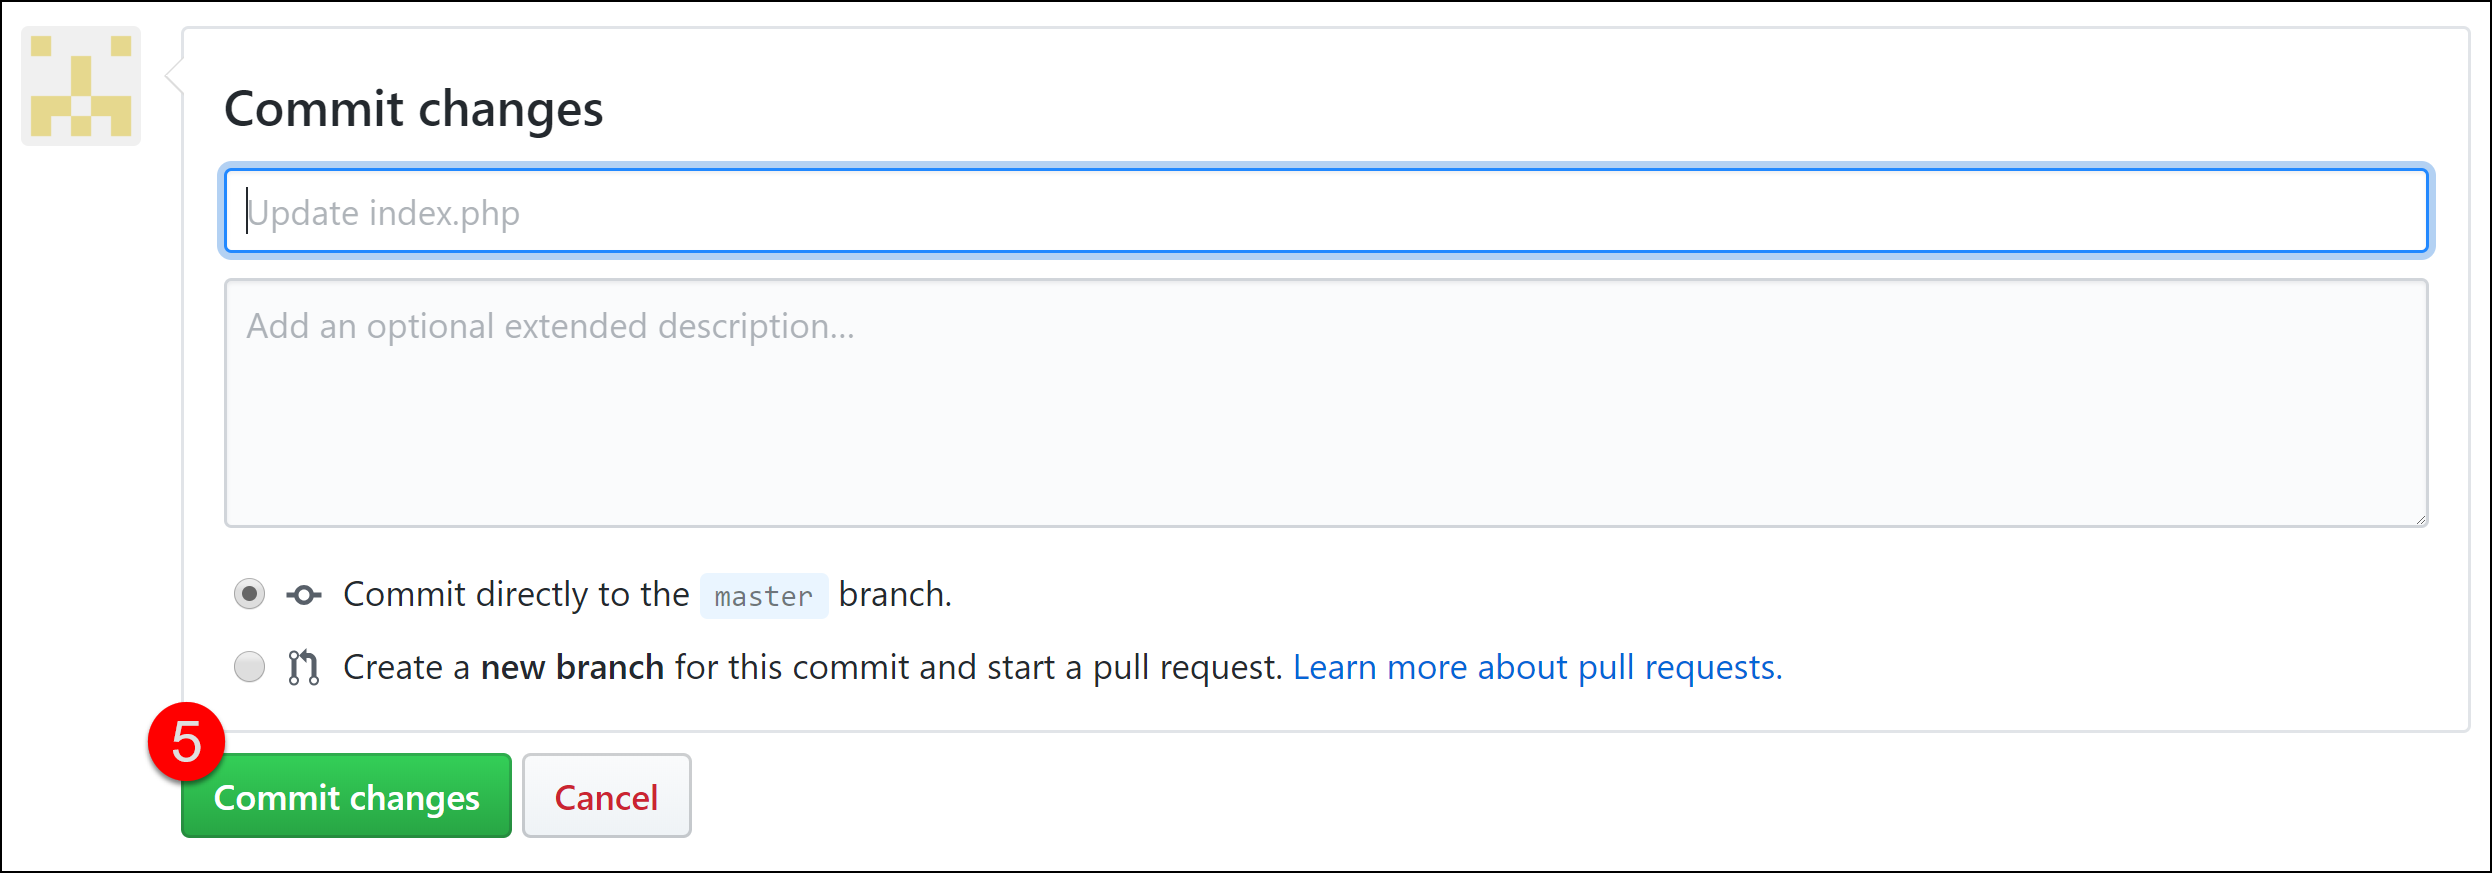 Commit changes
Update index.php
Add an optional extended description...
Commit directly to the master branch.
Create a new branch for this commit and start a pull request. Learn more about pull requests.
5
Commit changes
Cancel